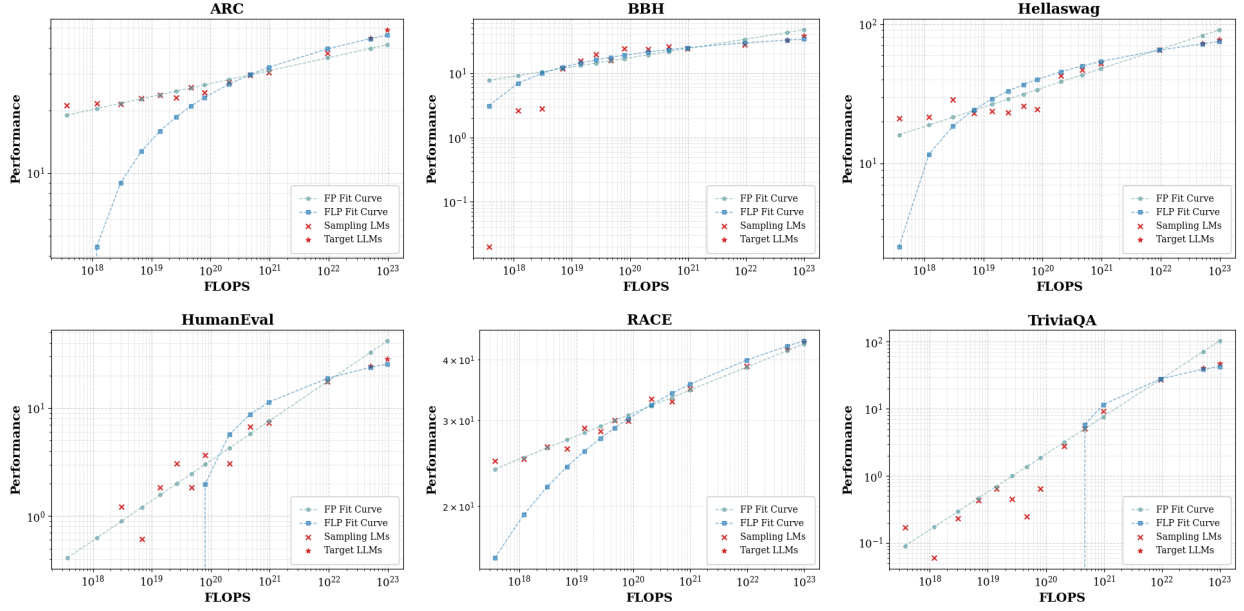 ARC
Performance
10¹
10¹⁸ 10¹⁹ 10²⁰ 10²¹ 10²² 10²³
FLOPS
FP Fit Curve
FLP Fit Curve
Sampling LMs
Target LLMs
BBH
Performance
10¹
10⁰
10⁻¹
10¹⁸ 10¹⁹ 10²⁰ 10²¹ 10²² 10²³
FLOPS
FP Fit Curve
FLP Fit Curve
Sampling LMs
Target LLMs
Hellaswag
Performance
10²
10¹
10¹⁸ 10¹⁹ 10²⁰ 10²¹ 10²² 10²³
FLOPS
FP Fit Curve
FLP Fit Curve
Sampling LMs
Target LLMs
HumanEval
Performance
10¹
10⁰
10¹⁸ 10¹⁹ 10²⁰ 10²¹ 10²² 10²³
FLOPS
FP Fit Curve
FLP Fit Curve
Sampling LMs
Target LLMs
RACE
Performance
4 × 10¹
3 × 10¹
2 × 10¹
10¹⁸ 10¹⁹ 10²⁰ 10²¹ 10²² 10²³
FLOPS
FP Fit Curve
FLP Fit Curve
Sampling LMs
Target LLMs
TriviaQA
Performance
10²
10¹
10⁰
10⁻¹
10¹⁸ 10¹⁹ 10²⁰ 10²¹ 10²² 10²³
FLOPS
FP Fit Curve
FLP Fit Curve
Sampling LMs
Target LLMs